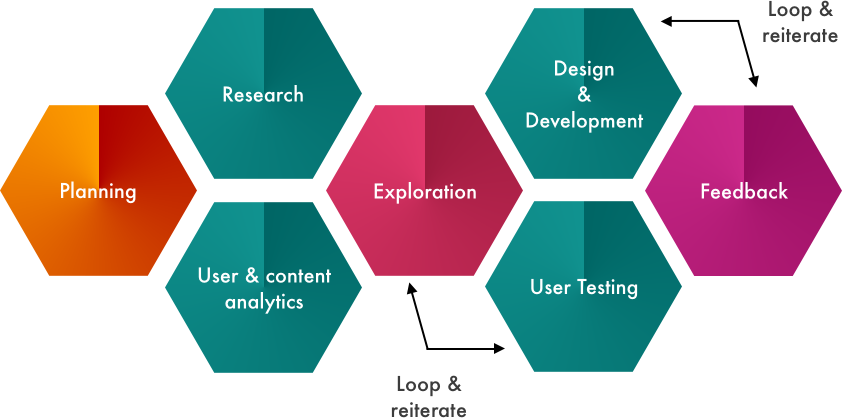 Loop &
reiterate
Research
Design
&
Development
Planning
Exploration
Feedback
User & content
analytics
User Testing
Loop &
reiterate